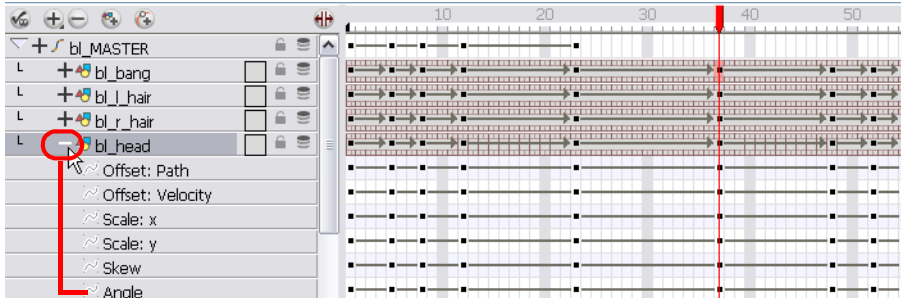 10 20 30 40 50
bl_MASTER
bl_bang
bl_l_hair
bl_r_hair
bl_head
Offset: Path
Offset: Velocity
Scale: x
Scale: y
Skew
Angle